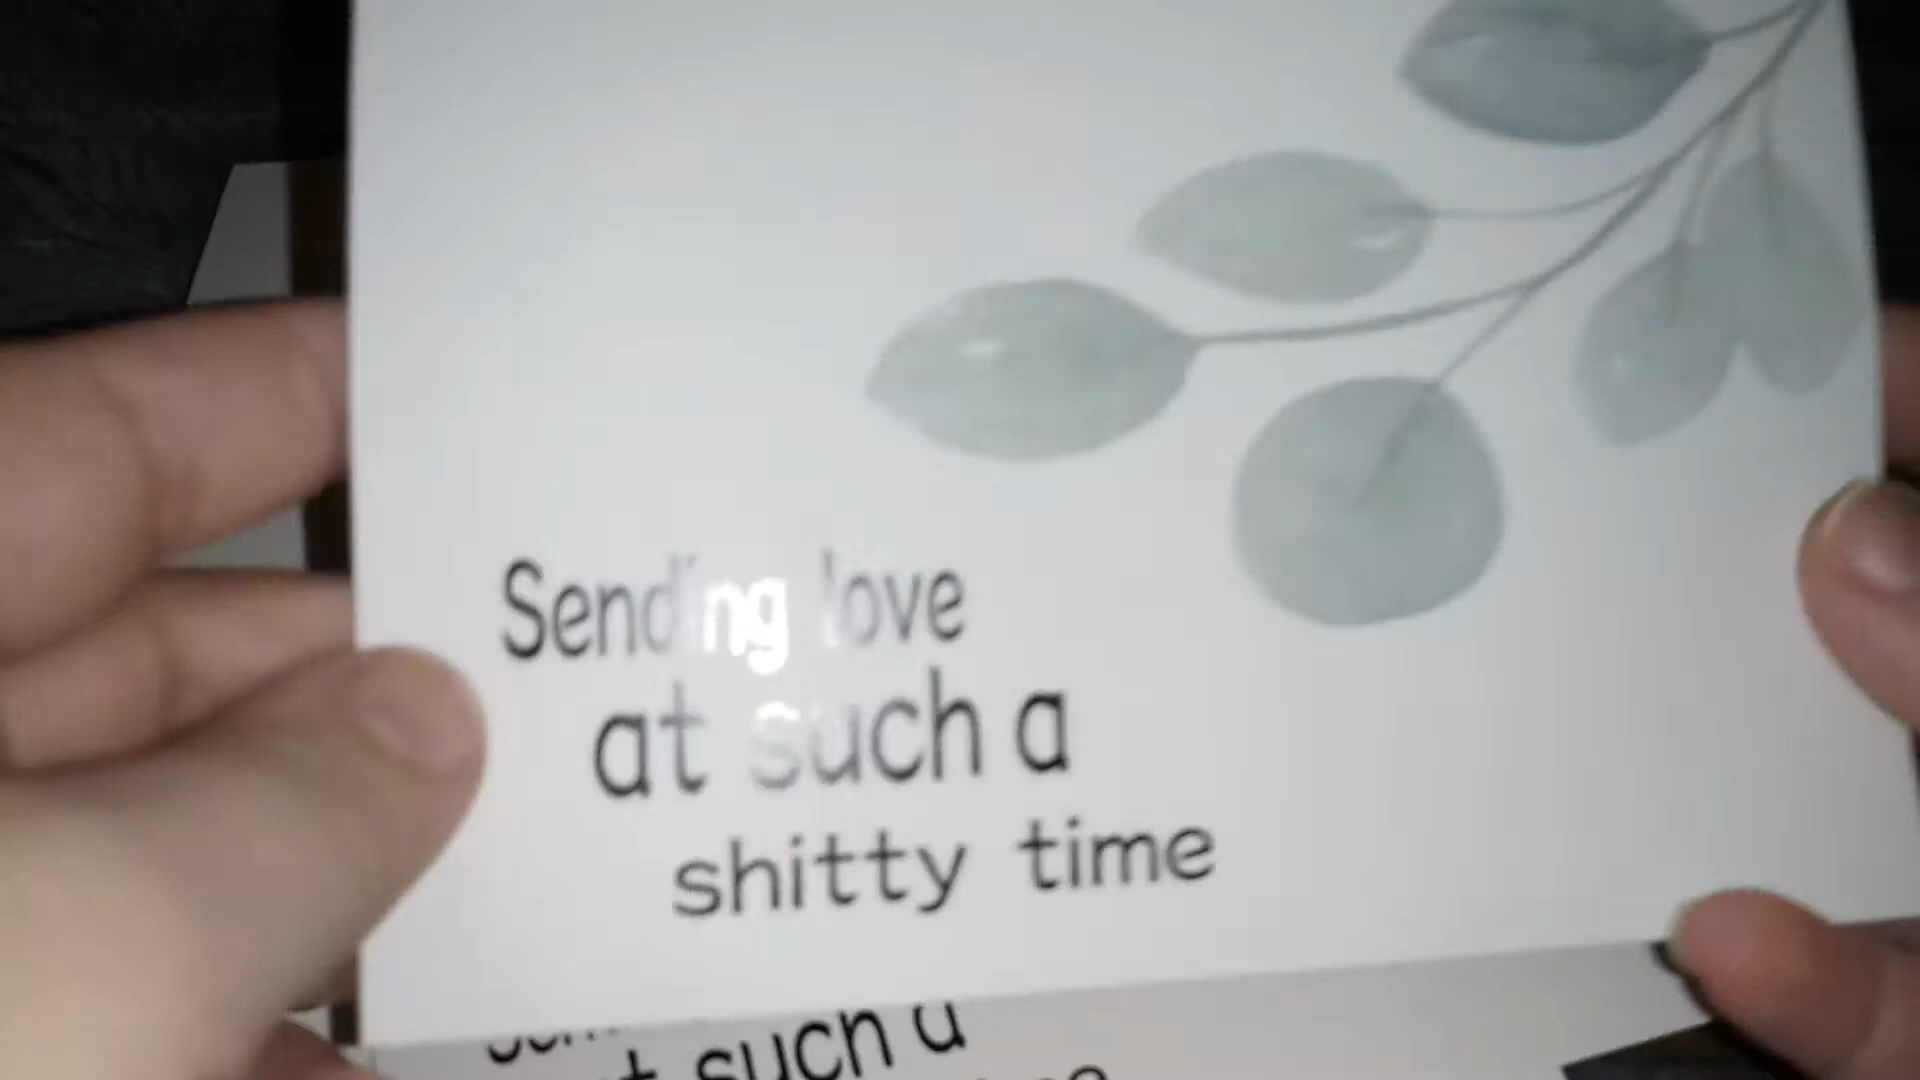 Sending love
at such a
shitty time
such a